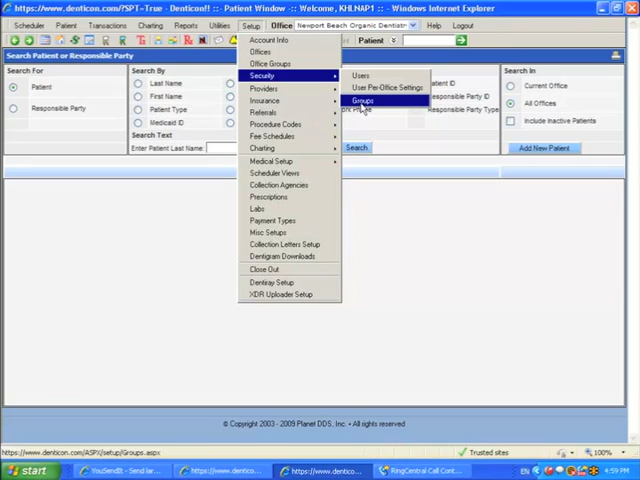 https://www.denticon.com/?SPT=True - Denticon!! :: Patient Window -:: Welcome, KHLNAP1 :: - Windows Internet Explorer
Scheduler Patient Transactions Reports Utilities Setup Office Newport Beach Organic Dentistry Help Logout
Patient
Search Patient or Responsible Party
Search For
Patient
Responsible Party
Search By
Last Name
First Name
Patient Type
Medicaid ID
Patient ID
Responsible Party ID
Responsible Party Type
Search Text
Enter Patient Last Name:
Search
Search In
Current Office
All Offices
Include Inactive Patients
Add New Patient
Account Info
Offices
Office Groups
Security
Providers
Insurance
Referrals
Procedure Codes
Fee Schedules
Charting
Medical Setup
Scheduler Views
Collection Agencies
Prescriptions
Labs
Payment Types
Misc Setups
Collection Letters Setup
Dentigram Downloads
Close Out
Dentiray Setup
XDR Uploader Setup
Users
User Per-Office Settings
Groups
© Copyright 2003 - 2009 Planet DDS, Inc. • All rights reserved
https://www.denticon.com/ASPX/setup/Groups.aspx
Trusted sites
100%
start
YouSendIt - Send lar...
https://www.dentico...
https://www.dentico...
RingCentral Call Cont...
EN
4:59 PM